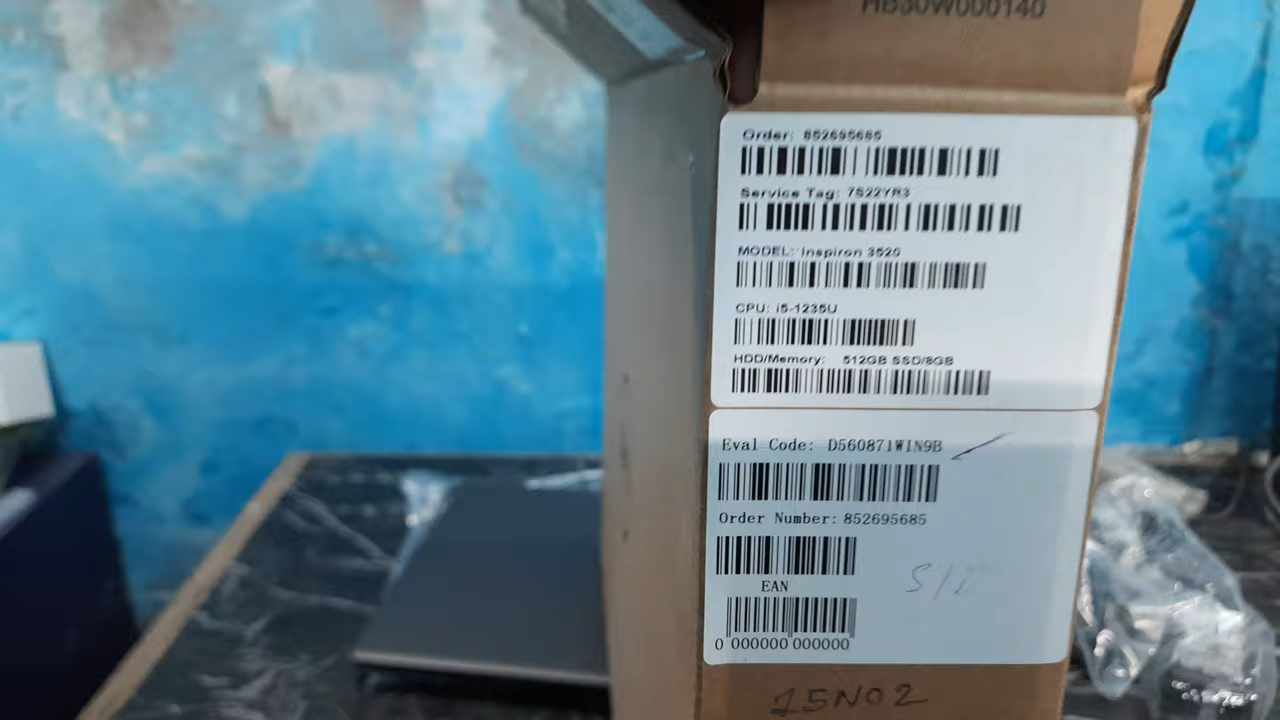 HB30W000140
Order: 852695685
Service Tag: 7S22YR3
MODEL: Inspiron 3520
CPU: i5-1235U
HDD/Memory: 512GB SSD/8GB
Eval Code: D560871WIN9B
Order Number: 852695685
EAN
0 000000 000000
15N02